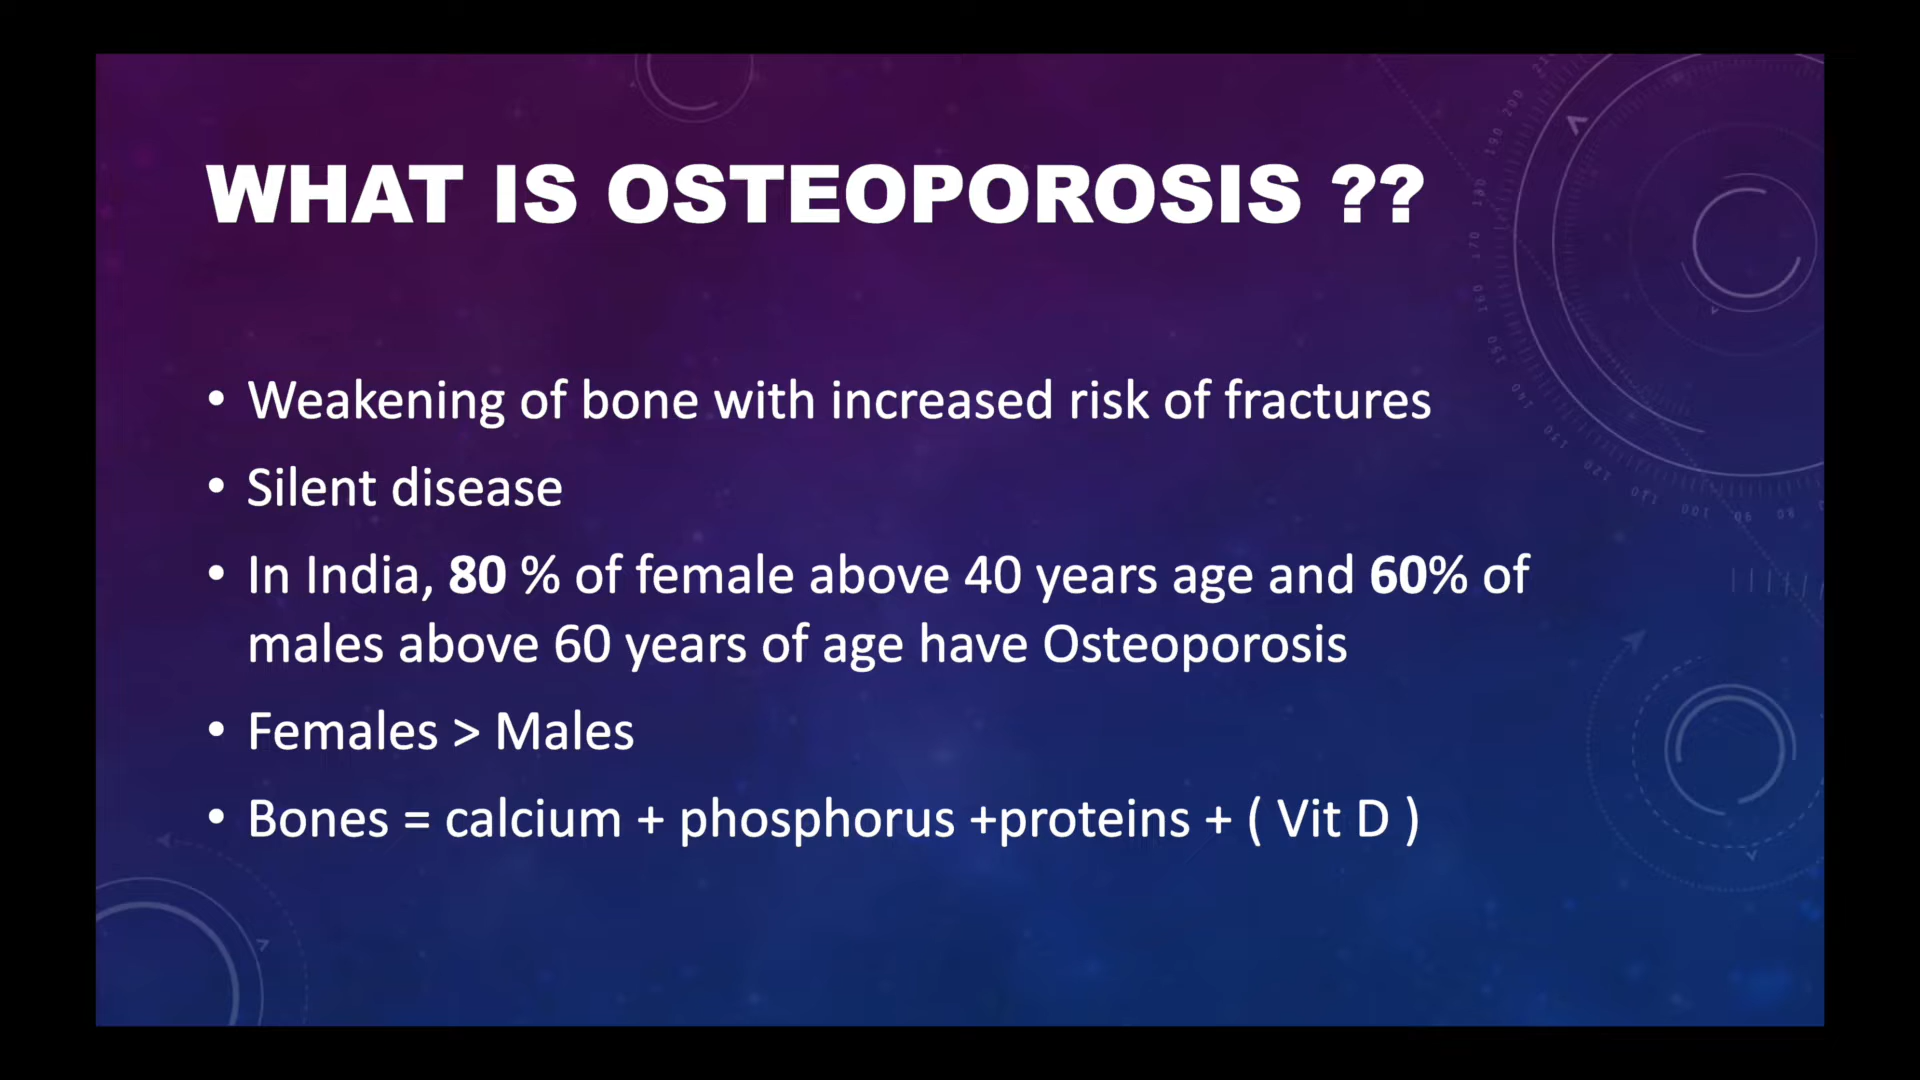 WHAT IS OSTEOPOROSIS ??
• Weakening of bone with increased risk of fractures
• Silent disease
• In India, 80 % of female above 40 years age and 60% of
males above 60 years of age have Osteoporosis
• Females > Males
• Bones = calcium + phosphorus +proteins + ( Vit D )